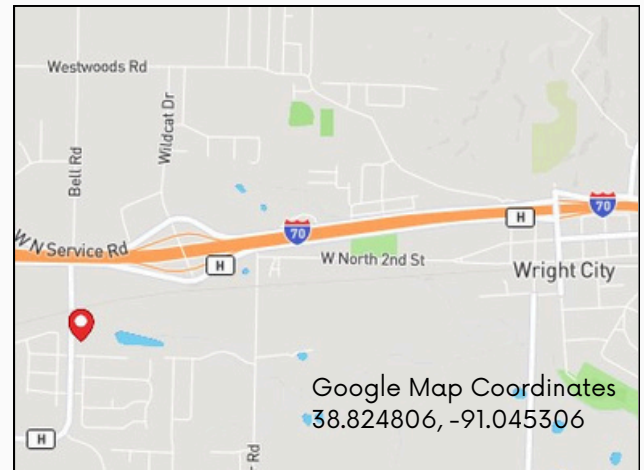 Westwoods Rd
Wildcat Dr
Bell Rd
70
70
H
W N Service Rd
H
W North 2nd St
Wright City
Google Map Coordinates
38.824806, -91.045306
H
r Rd